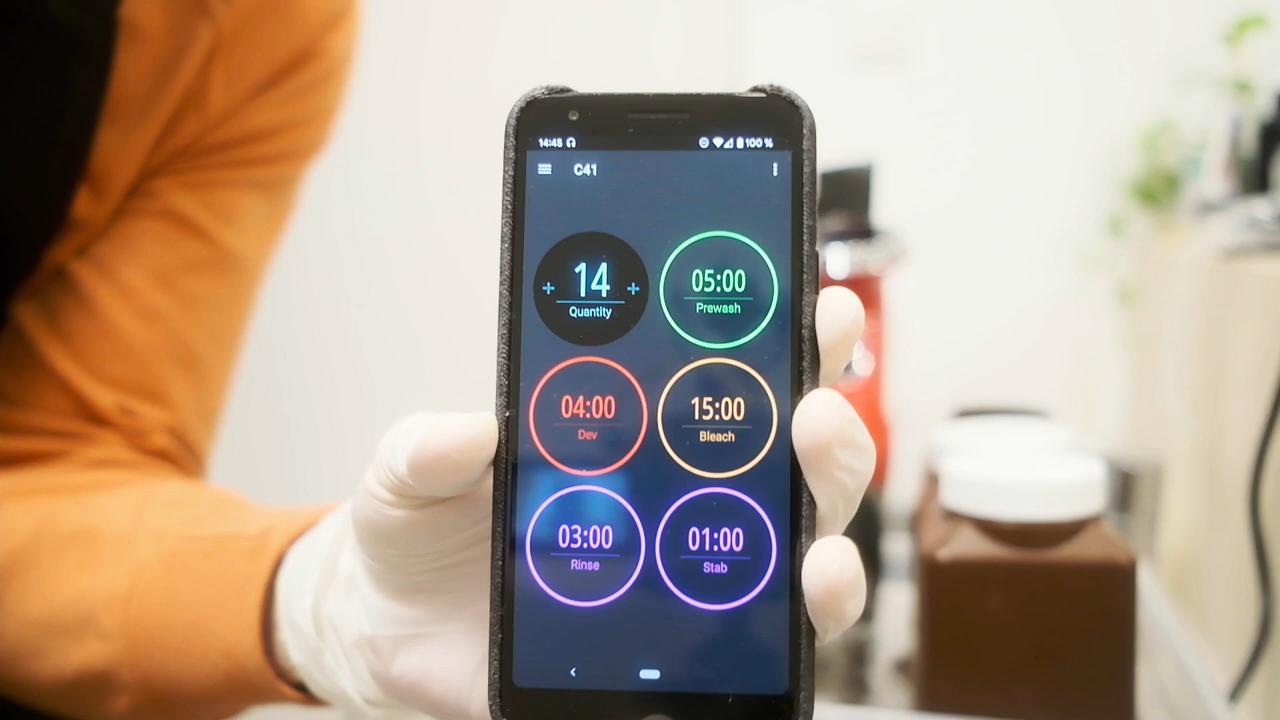 14:45 100 %
C41
+ 14 +
Quantity
05:00
Prewash
04:00
Dev
15:00
Bleach
03:00
Rinse
01:00
Stab